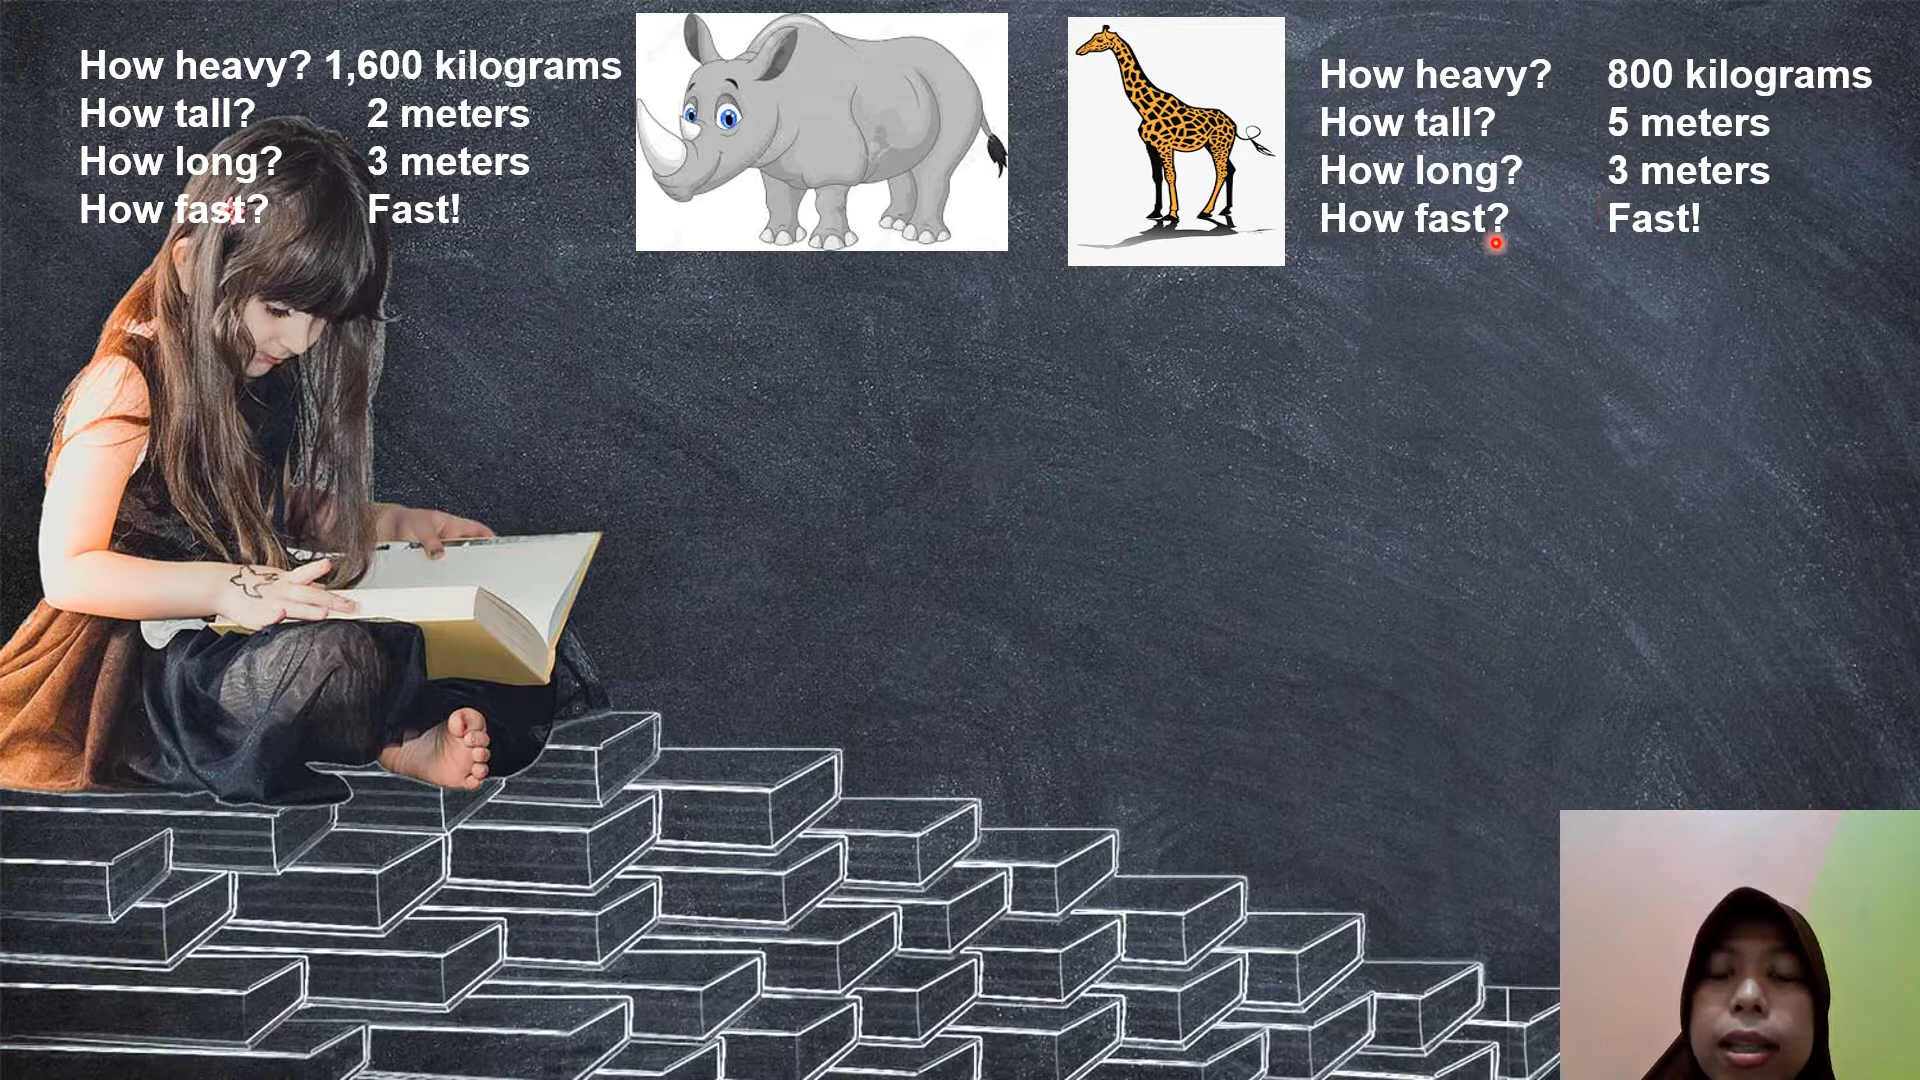 How heavy? 1,600 kilograms
How tall? 2 meters
How long? 3 meters
How fast? Fast!
How heavy? 800 kilograms
How tall? 5 meters
How long? 3 meters
How fast? Fast!